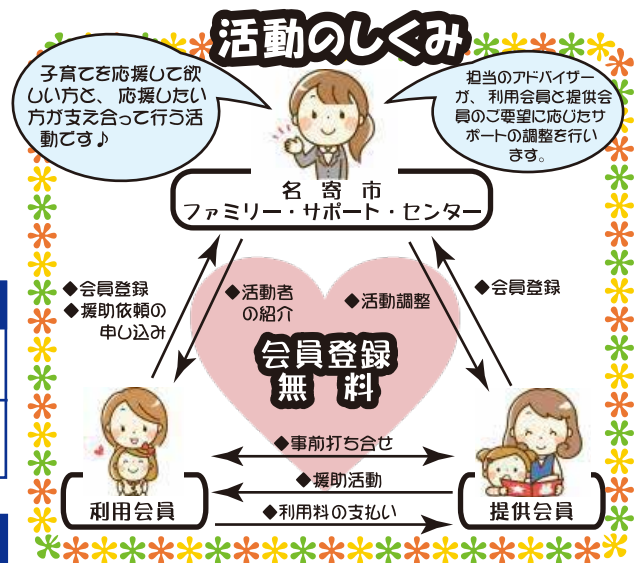 活動のしくみ
子育てを応援して欲
しい方と、応援したい
方が支え合って行う活
動です♪
担当のアドバイザー
が、利用会員と提供会
員のご要望に応じたサ
ポートの調整を行い
ます。
名寄市
ファミリー・サポート・センター
◆会員登録
◆援助依頼の
申し込み
◆活動者
の紹介
◆活動調整
◆会員登録
会員登録
無料
◆事前打ち合せ
◆援助活動
◆利用料の支払い
利用会員
提供会員